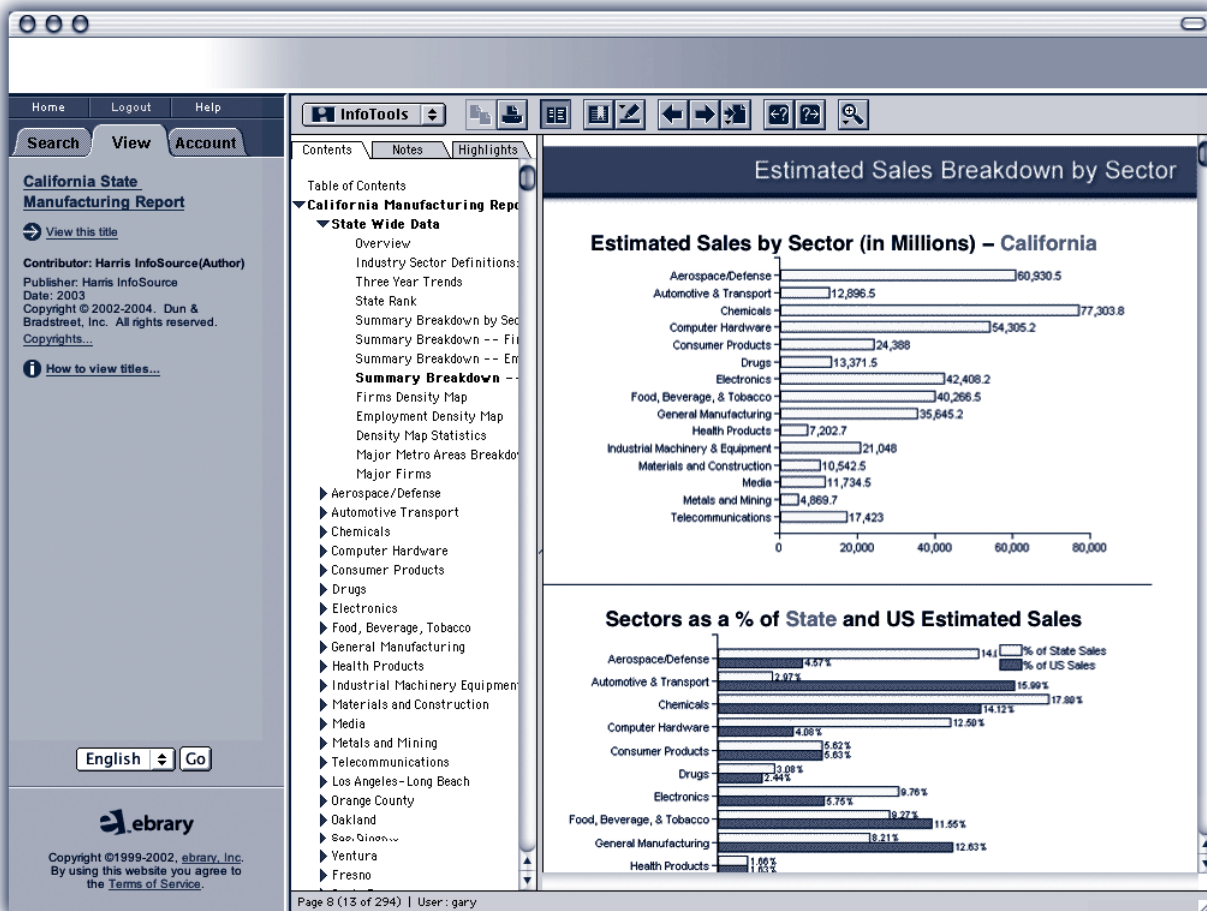 Home Logout Help
Search View Account
California State
Manufacturing Report
View this title
Contributor: Harris InfoSource(Author)
Publisher: Harris InfoSource
Date: 2003
Copyright © 2002-2004. Dun &
Bradstreet, Inc. All rights reserved.
Copyrights...
How to view titles...
English Go
ebrary
Copyright ©1999-2002, ebrary, Inc.
By using this website you agree to
the Terms of Service.
InfoTools
Contents Notes Highlights
Table of Contents
California Manufacturing Repo
State Wide Data
Overview
Industry Sector Definitions:
Three Year Trends
State Rank
Summary Breakdown by Sec
Summary Breakdown -- Fi
Summary Breakdown -- Em
Summary Breakdown --
Firms Density Map
Employment Density Map
Density Map Statistics
Major Metro Areas Breakdo
Major Firms
Aerospace/Defense
Automotive Transport
Chemicals
Computer Hardware
Consumer Products
Drugs
Electronics
Food, Beverage, Tobacco
General Manufacturing
Health Products
Industrial Machinery Equipment
Materials and Construction
Media
Metals and Mining
Telecommunications
Los Angeles-Long Beach
Orange County
Oakland
Ventura
Fresno
Page 8 (13 of 294) | User: gary
Estimated Sales Breakdown by Sector
Estimated Sales by Sector (in Millions) – California
Aerospace/Defense 60,930.5
Automotive & Transport 12,896.5
Chemicals 77,303.8
Computer Hardware 54,305.2
Consumer Products 24,388
Drugs 13,371.5
Electronics 42,408.2
Food, Beverage, & Tobacco 40,266.5
General Manufacturing 35,645.2
Health Products 7,202.7
Industrial Machinery & Equipment 21,048
Materials and Construction 10,542.5
Media 11,734.5
Metals and Mining 4,869.7
Telecommunications 17,423
0 20,000 40,000 60,000 80,000
Sectors as a % of State and US Estimated Sales
% of State Sales
% of US Sales
Aerospace/Defense 4.57%
Automotive & Transport 2.97% 15.99%
Chemicals 17.80% 14.12%
Computer Hardware 12.50% 4.08%
Consumer Products 5.62% 5.63%
Drugs 3.08% 2.44%
Electronics 9.76% 5.75%
Food, Beverage, & Tobacco 9.27% 11.55%
General Manufacturing 8.21% 12.63%
Health Products 1.66% 1.63%